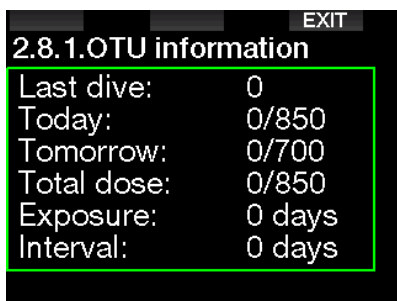 EXIT
2.8.1.OTU information
Last dive: 0
Today: 0/850
Tomorrow: 0/700
Total dose: 0/850
Exposure: 0 days
Interval: 0 days